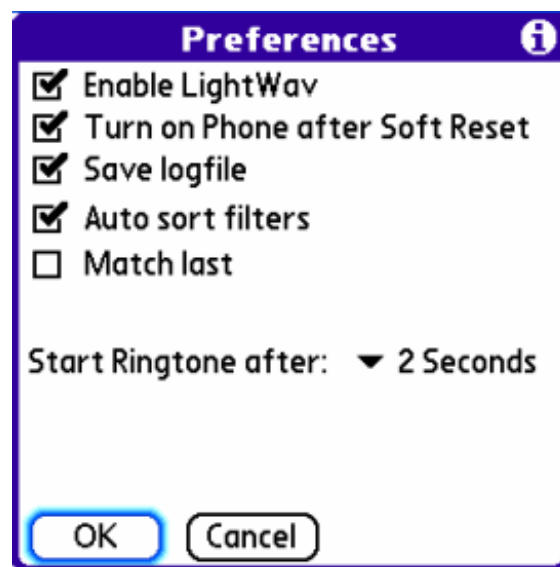 Preferences
Enable LightWav
Turn on Phone after Soft Reset
Save logfile
Auto sort filters
Match last
Start Ringtone after: 2 Seconds
OK Cancel